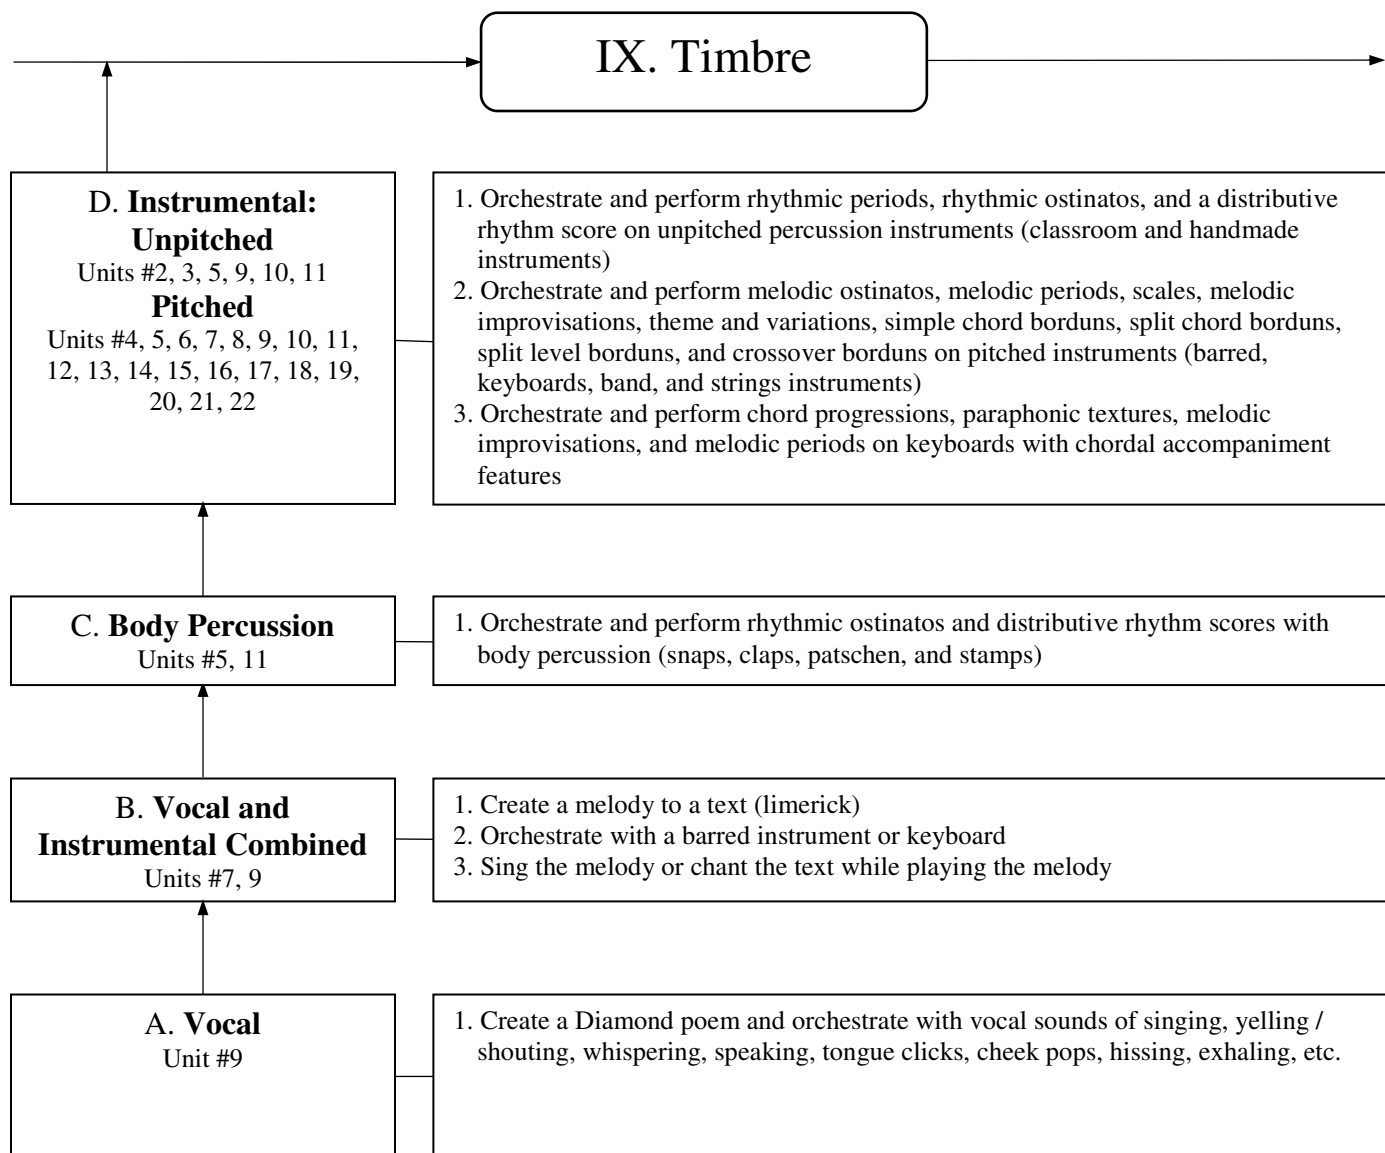 IX. Timbre
D. Instrumental:
Unpitched
Units #2, 3, 5, 9, 10, 11
Pitched
Units #4, 5, 6, 7, 8, 9, 10, 11,
12, 13, 14, 15, 16, 17, 18, 19,
20, 21, 22
1. Orchestrate and perform rhythmic periods, rhythmic ostinatos, and a distributive
rhythm score on unpitched percussion instruments (classroom and handmade
instruments)
2. Orchestrate and perform melodic ostinatos, melodic periods, scales, melodic
improvisations, theme and variations, simple chord borduns, split chord borduns,
split level borduns, and crossover borduns on pitched instruments (barred,
keyboards, band, and strings instruments)
3. Orchestrate and perform chord progressions, paraphonic textures, melodic
improvisations, and melodic periods on keyboards with chordal accompaniment
features
C. Body Percussion
Units #5, 11
1. Orchestrate and perform rhythmic ostinatos and distributive rhythm scores with
body percussion (snaps, claps, patschen, and stamps)
B. Vocal and
Instrumental Combined
Units #7, 9
1. Create a melody to a text (limerick)
2. Orchestrate with a barred instrument or keyboard
3. Sing the melody or chant the text while playing the melody
A. Vocal
Unit #9
1. Create a Diamond poem and orchestrate with vocal sounds of singing, yelling /
shouting, whispering, speaking, tongue clicks, cheek pops, hissing, exhaling, etc.